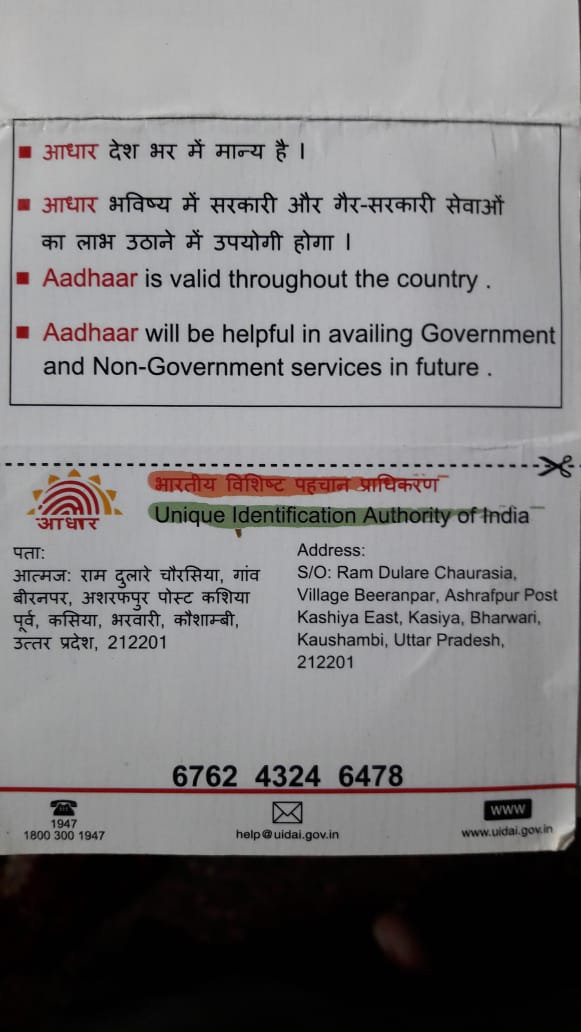 ■ आधार देश भर में मान्य है ।
■ आधार भविष्य में सरकारी और गैर-सरकारी सेवाओं
का लाभ उठाने में उपयोगी होगा ।
■ Aadhaar is valid throughout the country .
■ Aadhaar will be helpful in availing Government
and Non-Government services in future .
आधार
भारतीय विशिष्ट पहचान प्राधिकरण
Unique Identification Authority of India
पता:
आत्मज: राम दुलारे चौरसिया, गांव
बीरनपर, अशरफपुर पोस्ट कशिया
पूर्व, कसिया, भरवारी, कौशाम्बी,
उत्तर प्रदेश, 212201
Address:
S/O: Ram Dulare Chaurasia,
Village Beeranpar, Ashrafpur Post
Kashiya East, Kasiya, Bharwari,
Kaushambi, Uttar Pradesh,
212201
6762 4324 6478
1947
1800 300 1947
help@uidai.gov.in
www
www.uidai.gov.in